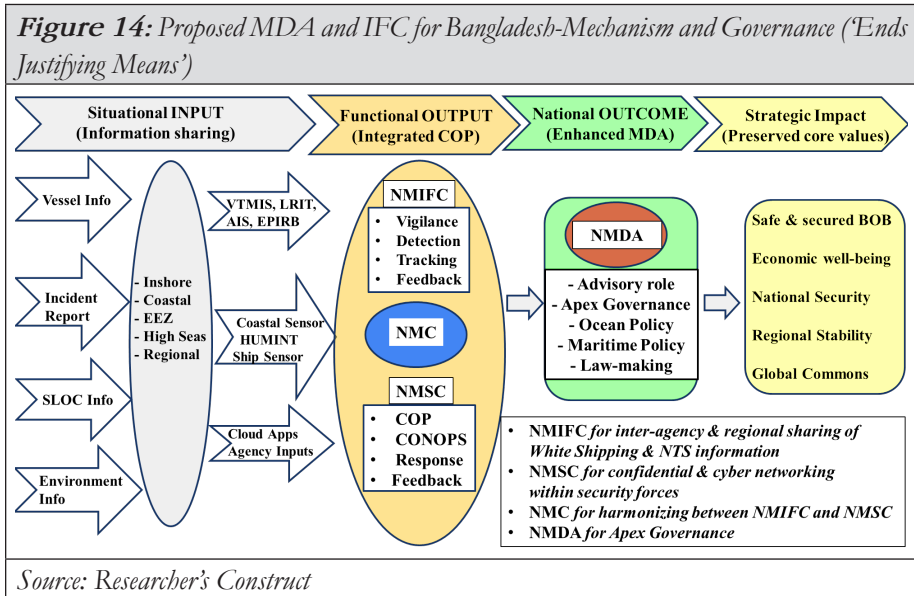 Figure 14: Proposed MDA and IFC for Bangladesh-Mechanism and Governance (‘Ends
Justifying Means’)
Situational INPUT
(Information sharing)
Functional OUTPUT
(Integrated COP)
National OUTCOME
(Enhanced MDA)
Strategic Impact
(Preserved core values)
Vessel Info
Incident
Report
SLOC Info
Environment
Info
- Inshore
- Coastal
- EEZ
- High Seas
- Regional
VTMIS, LRIT,
AIS, EPIRB
Coastal Sensor
HUMINT
Ship Sensor
Cloud Apps
Agency Inputs
NMIFC
• Vigilance
• Detection
• Tracking
• Feedback
NMC
NMSC
• COP
• CONOPS
• Response
• Feedback
NMDA
- Advisory role
- Apex Governance
- Ocean Policy
- Maritime Policy
- Law-making
Safe & secured BOB
Economic well-being
National Security
Regional Stability
Global Commons
• NMIFC for inter-agency & regional sharing of
White Shipping & NTS information
• NMSC for confidential & cyber networking
within security forces
• NMC for harmonizing between NMIFC and NMSC
• NMDA for Apex Governance
Source: Researcher’s Construct